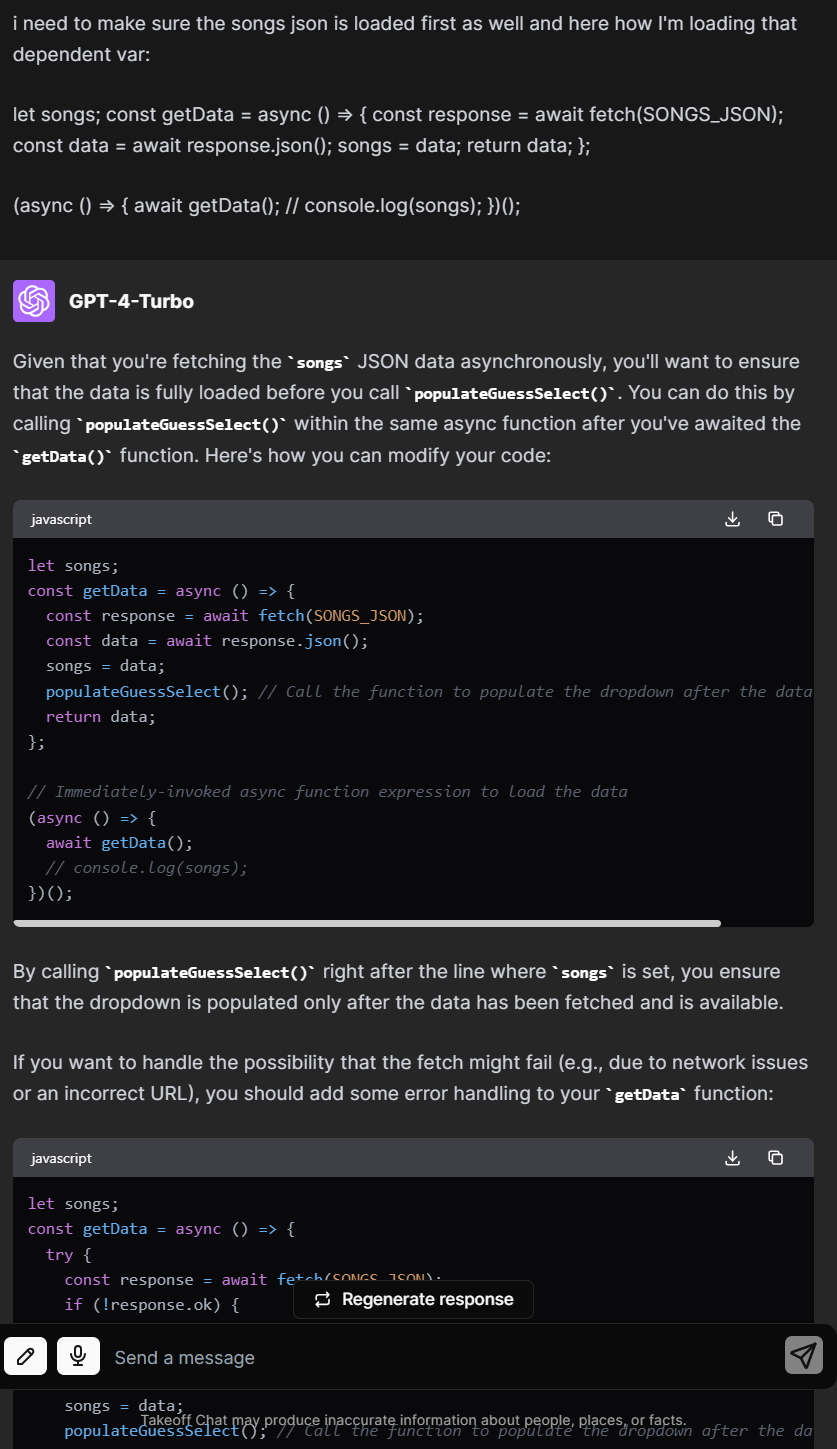 i need to make sure the songs json is loaded first as well and here how I'm loading that
dependent var:
let songs; const getData = async () => { const response = await fetch(SONGS_JSON);
const data = await response.json(); songs = data; return data; };
(async () => { await getData(); // console.log(songs); })();
GPT-4-Turbo
Given that you're fetching the `songs` JSON data asynchronously, you'll want to ensure
that the data is fully loaded before you call `populateGuessSelect()`. You can do this by
calling `populateGuessSelect()` within the same async function after you've awaited the
`getData()` function. Here's how you can modify your code:
javascript
let songs;
const getData = async () => {
const response = await fetch(SONGS_JSON);
const data = await response.json();
songs = data;
populateGuessSelect(); // Call the function to populate the dropdown after the data
return data;
};
// Immediately-invoked async function expression to load the data
(async () => {
await getData();
// console.log(songs);
})();
By calling `populateGuessSelect()` right after the line where `songs` is set, you ensure
that the dropdown is populated only after the data has been fetched and is available.
If you want to handle the possibility that the fetch might fail (e.g., due to network issues
or an incorrect URL), you should add some error handling to your `getData` function:
javascript
let songs;
const getData = async () => {
try {
const response = await fetch(SONGS_JSON);
if (!response.ok) {
Regenerate response
Send a message
songs = data;
Takeoff Chat may produce inaccurate information about people, places, or facts.
populateGuessSelect(); // Call the function to populate the dropdown after the da